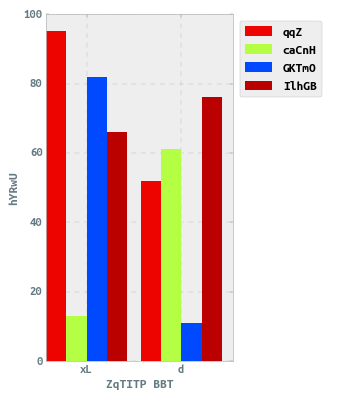 100
80
60
40
20
0
hYRwU
xL
d
ZqTITP BBT
qqZ
caCnH
GKTmO
IlhGB